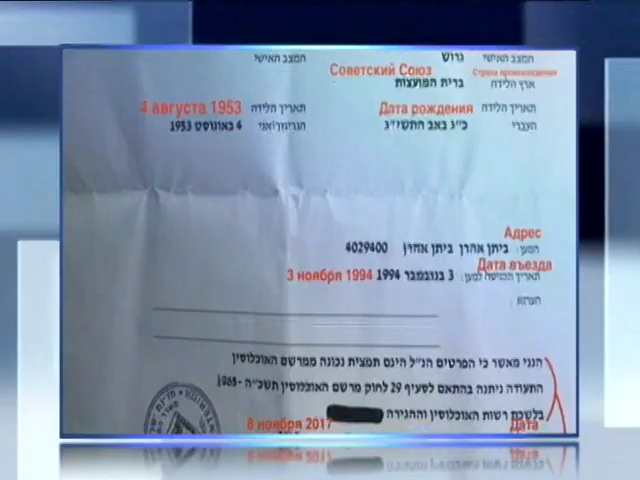 המצב האישי גרוש המצב האישי
Советский Союз Страна происхождения
ארץ הלידה ברית המועצות
4 августа 1953 Дата рождения
תאריך הלידה כ״ג באב התשי״ג תאריך הלידה
העברי הגריגוריאני 4 באוגוסט 1953
Адрес
המען: ביתן אהרן ביתן אהרן 4029400
Дата въезда
3 ноября 1994
תאריך הכניסה למען: 3 בנובמבר 1994
הערות:
הנני מאשר כי הפרטים הנ״ל הינם תמצית נכונה ממרשם האוכלוסין
התעודה ניתנה בהתאם לסעיף 29 לחוק מרשם האוכלוסין תשכ״ה -1965
בלשכת רשות האוכלוסין וההגירה
8 ноября 2017 Дата